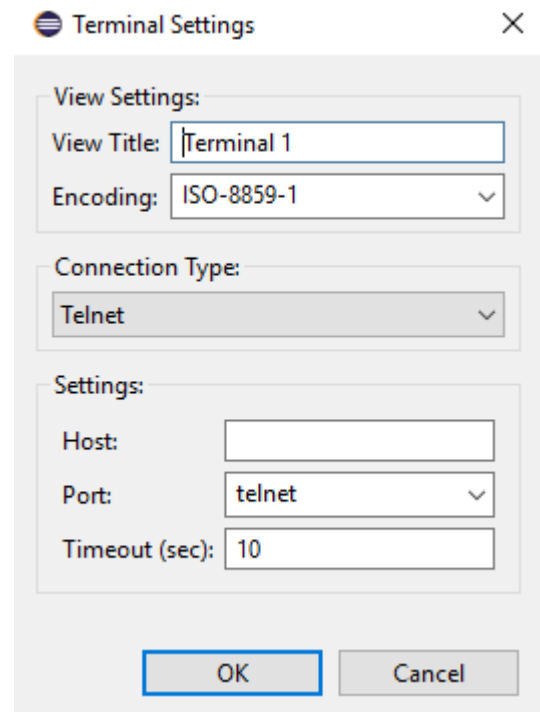 Terminal Settings
View Settings:
View Title: Terminal 1
Encoding: ISO-8859-1
Connection Type:
Telnet
Settings:
Host:
Port: telnet
Timeout (sec): 10
OK Cancel